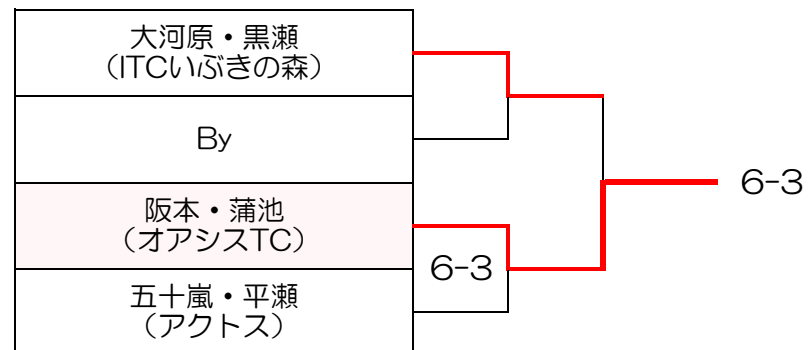 大河原・黒瀬
（ITCいぶきの森）
By
阪本・蒲池
（オアシスTC）
五十嵐・平瀬
（アクトス）
6-3
6-3